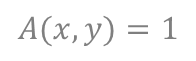 A(x, y) = 1